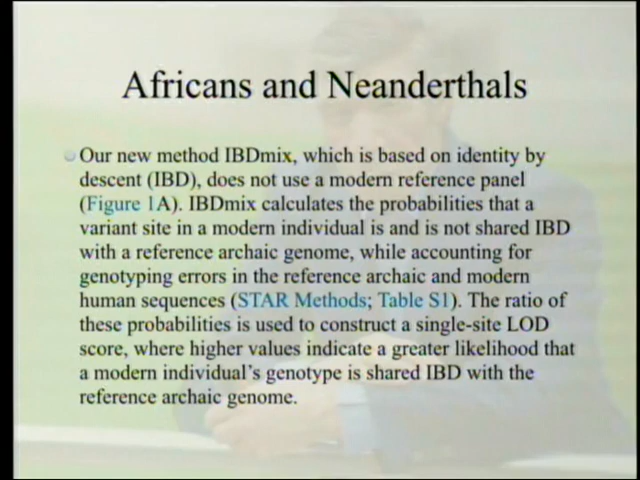 Africans and Neanderthals
Our new method IBDmix, which is based on identity by
descent (IBD), does not use a modern reference panel
(Figure 1A). IBDmix calculates the probabilities that a
variant site in a modern individual is and is not shared IBD
with a reference archaic genome, while accounting for
genotyping errors in the reference archaic and modern
human sequences (STAR Methods; Table S1). The ratio of
these probabilities is used to construct a single-site LOD
score, where higher values indicate a greater likelihood that
a modern individual's genotype is shared IBD with the
reference archaic genome.